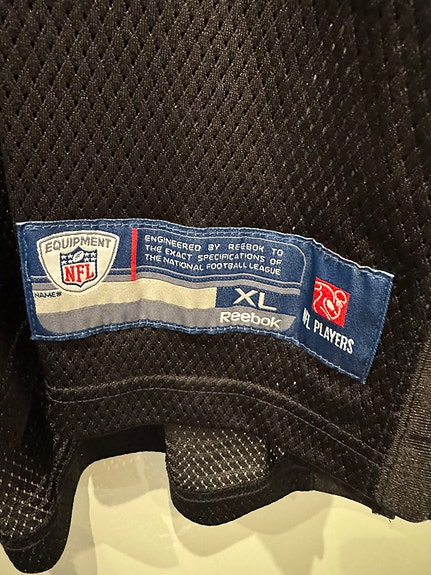 EQUIPMENT
NFL
ENGINEERED BY REEBOK TO
THE EXACT SPECIFICATIONS OF
THE NATIONAL FOOTBALL LEAGUE
NAME#
XL
Reebok
NFL PLAYERS